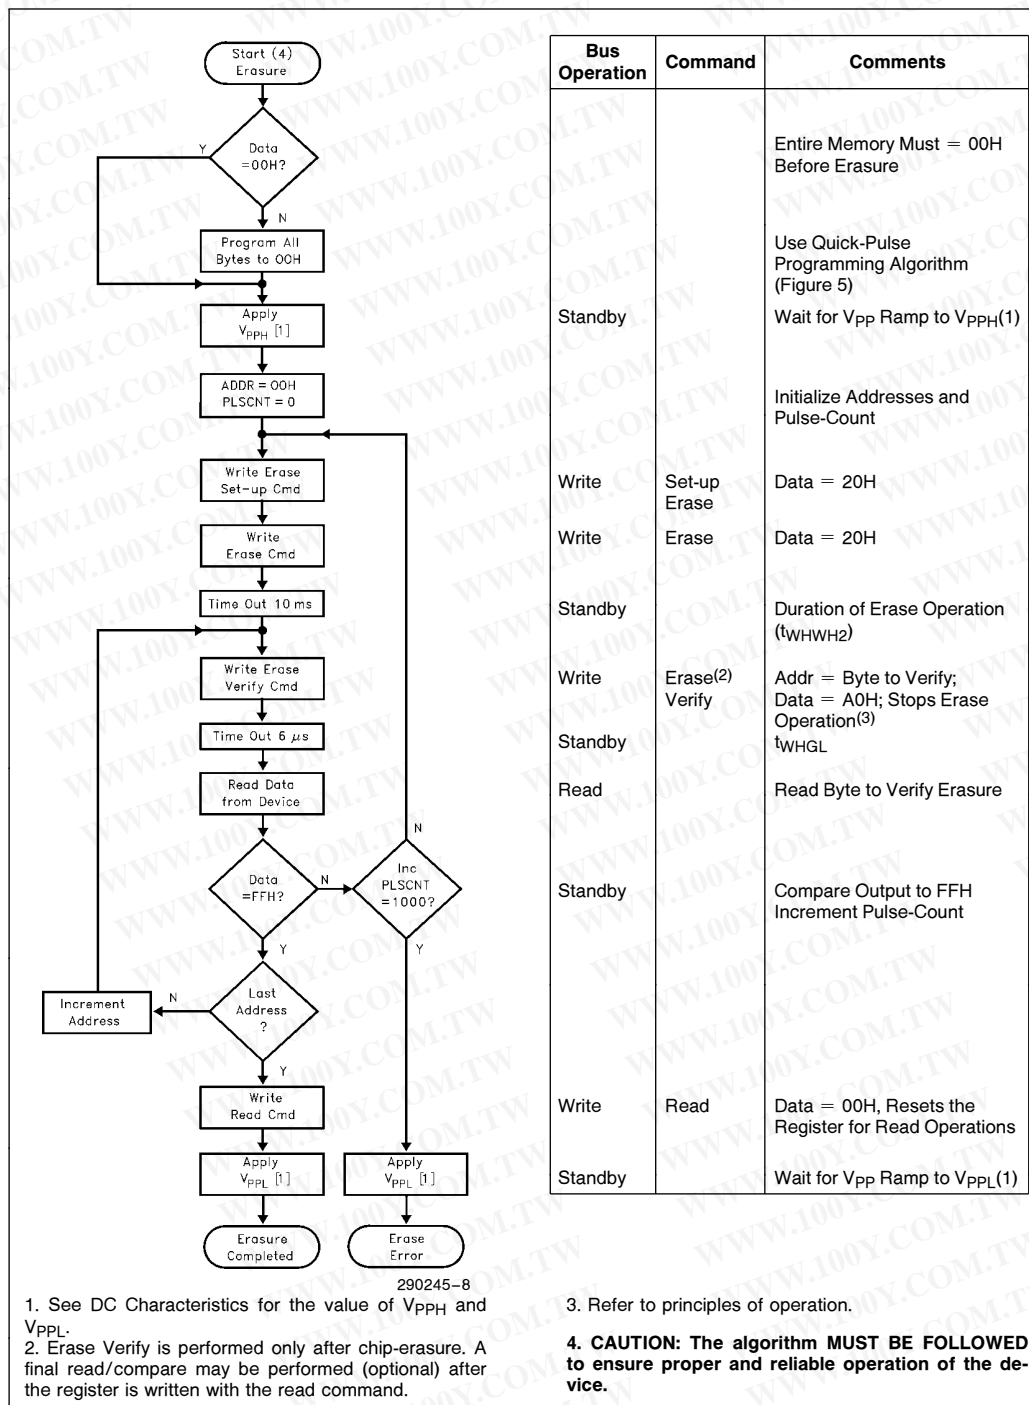 Start (4)
Erasure
Data
=00H?
Y
N
Program All
Bytes to 00H
Apply
VPPH [1]
ADDR = 00H
PLSCNT = 0
Write Erase
Set-up Cmd
Write
Erase Cmd
Time Out 10 ms
Write Erase
Verify Cmd
Time Out 6 µs
Read Data
from Device
Data
=FFH?
N
Y
Inc
PLSCNT
=1000?
N
Y
Last
Address
?
N
Y
Increment
Address
Write
Read Cmd
Apply
VPPL [1]
Apply
VPPL [1]
Erasure
Completed
Erase
Error
290245–8
Bus
Operation
Command
Comments
Entire Memory Must = 00H
Before Erasure
Use Quick-Pulse
Programming Algorithm
(Figure 5)
Standby
Wait for VPP Ramp to VPPH(1)
Initialize Addresses and
Pulse-Count
Write
Set-up
Erase
Data = 20H
Write
Erase
Data = 20H
Standby
Duration of Erase Operation
(tWHWH2)
Write
Erase(2)
Verify
Addr = Byte to Verify;
Data = A0H; Stops Erase
Operation(3)
Standby
tWHGL
Read
Read Byte to Verify Erasure
Standby
Compare Output to FFH
Increment Pulse-Count
Write
Read
Data = 00H, Resets the
Register for Read Operations
Standby
Wait for VPP Ramp to VPPL(1)
1. See DC Characteristics for the value of VPPH and
VPPL.
2. Erase Verify is performed only after chip-erasure. A
final read/compare may be performed (optional) after
the register is written with the read command.
3. Refer to principles of operation.
4. CAUTION: The algorithm MUST BE FOLLOWED
to ensure proper and reliable operation of the de-
vice.
WWW.100Y.COM.TW